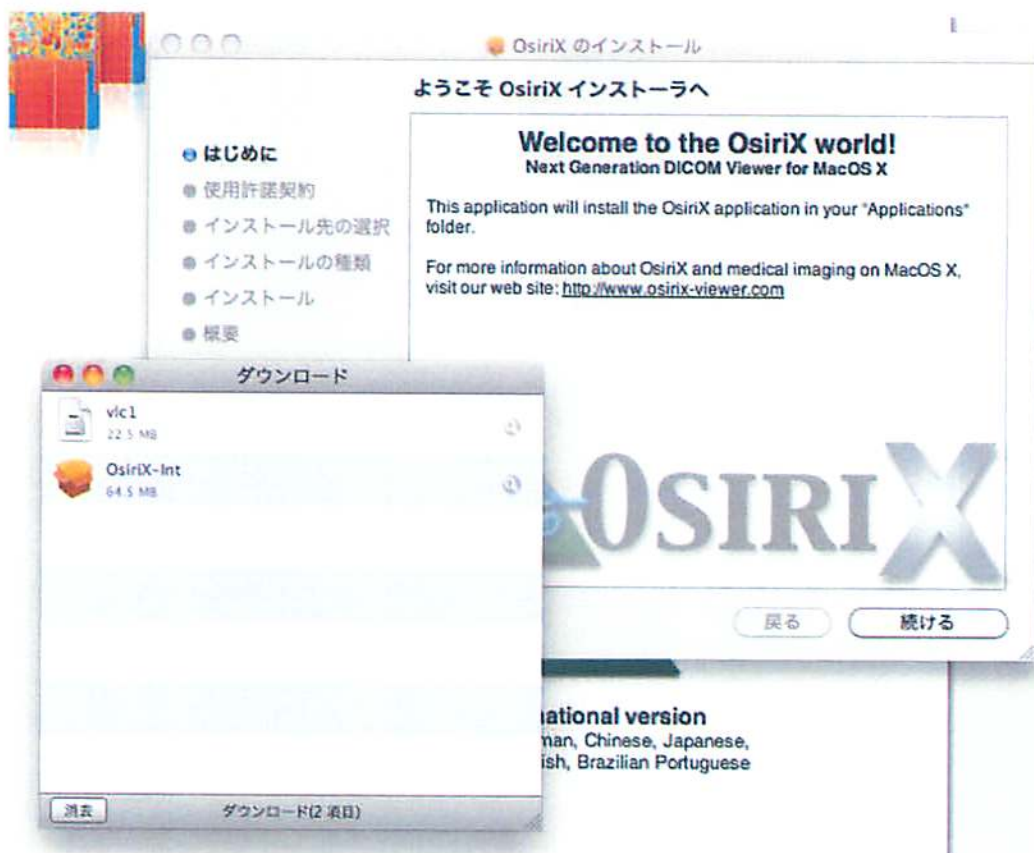 OsiriX のインストール
ようこそ OsiriX インストーラへ
はじめに
使用許諾契約
インストール先の選択
インストールの種類
インストール
概要
Welcome to the OsiriX world!
Next Generation DICOM Viewer for MacOS X
This application will install the OsiriX application in your "Applications"
folder.
For more information about OsiriX and medical imaging on MacOS X,
visit our web site: http://www.osirix-viewer.com
OSIRIX
戻る
続ける
ダウンロード
vlc1
22.5 MB
OsiriX-Int
64.5 MB
消去
ダウンロード(2 項目)
ational version
man, Chinese, Japanese,
ish, Brazilian Portuguese